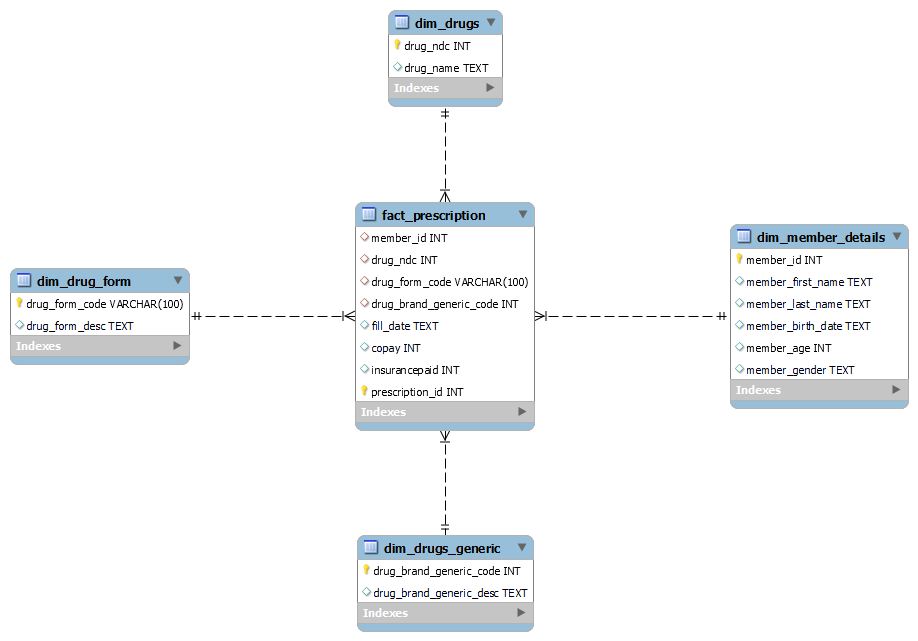 dim_drugs
drug_ndc INT
drug_name TEXT
Indexes
fact_prescription
member_id INT
drug_ndc INT
drug_form_code VARCHAR(100)
drug_brand_generic_code INT
fill_date TEXT
copay INT
insurancepaid INT
prescription_id INT
Indexes
dim_member_details
member_id INT
member_first_name TEXT
member_last_name TEXT
member_birth_date TEXT
member_age INT
member_gender TEXT
Indexes
dim_drug_form
drug_form_code VARCHAR(100)
drug_form_desc TEXT
Indexes
dim_drugs_generic
drug_brand_generic_code INT
drug_brand_generic_desc TEXT
Indexes